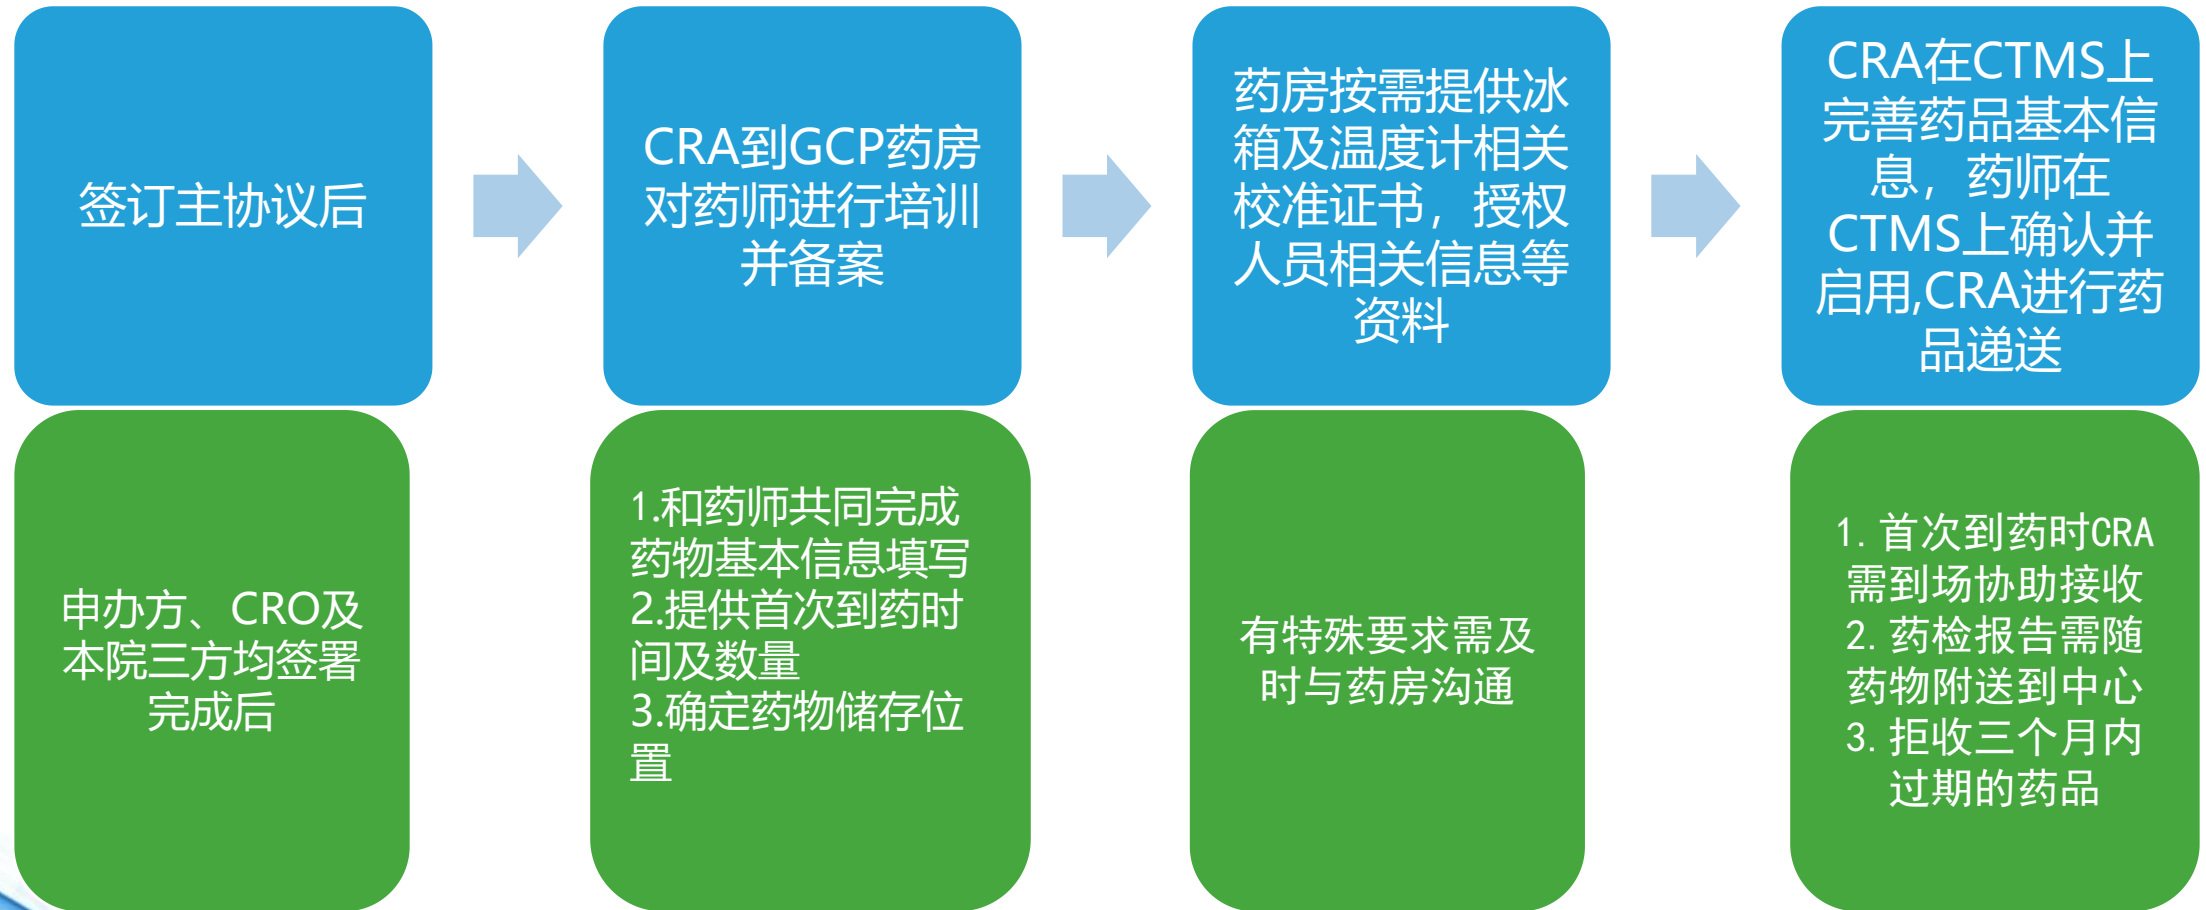 签订主协议后
CRA到GCP药房
对药师进行培训
并备案
药房按需提供冰
箱及温度计相关
校准证书，授权
人员相关信息等
资料
CRA在CTMS上
完善药品基本信
息，药师在
CTMS上确认并
启用,CRA进行药
品递送
申办方、CRO及
本院三方均签署
完成后
1.和药师共同完成
药物基本信息填写
2.提供首次到药时
间及数量
3.确定药物储存位
置
有特殊要求需及
时与药房沟通
1. 首次到药时CRA
需到场协助接收
2. 药检报告需随
药物附送到中心
3. 拒收三个月内
过期的药品